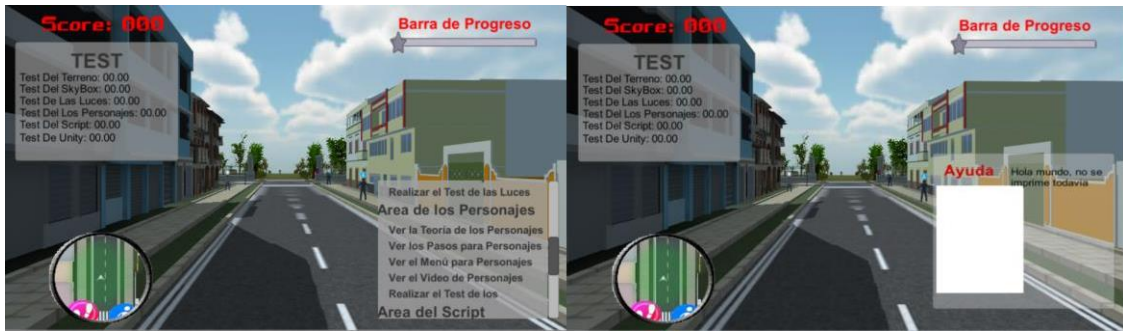 Score: 000
Barra de Progreso
TEST
Test Del Terreno: 00.00
Test Del SkyBox: 00.00
Test De Las Luces: 00.00
Test Del Los Personajes: 00.00
Test Del Script: 00.00
Test De Unity: 00.00
Realizar el Test de las Luces
Area de los Personajes
Ver la Teoría de los Personajes
Ver los Pasos para Personajes
Ver el Menú para Personajes
Ver el Video de Personajes
Realizar el Test de los
Area del Script
Score: 000
Barra de Progreso
TEST
Test Del Terreno: 00.00
Test Del SkyBox: 00.00
Test De Las Luces: 00.00
Test Del Los Personajes: 00.00
Test Del Script: 00.00
Test De Unity: 00.00
Ayuda
Hola mundo, no se
imprime todavia